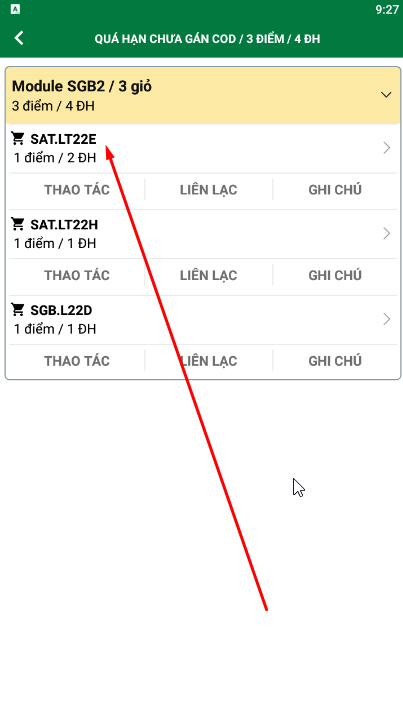 A
9:27
QUÁ HẠN CHƯA GÁN COD / 3 ĐIỂM / 4 ĐH
Module SGB2 / 3 giỏ
3 điểm / 4 ĐH
SAT.LT22E
1 điểm / 2 ĐH
THAO TÁC LIÊN LẠC GHI CHÚ
SAT.LT22H
1 điểm / 1 ĐH
THAO TÁC LIÊN LẠC GHI CHÚ
SGB.L22D
1 điểm / 1 ĐH
THAO TÁC LIÊN LẠC GHI CHÚ